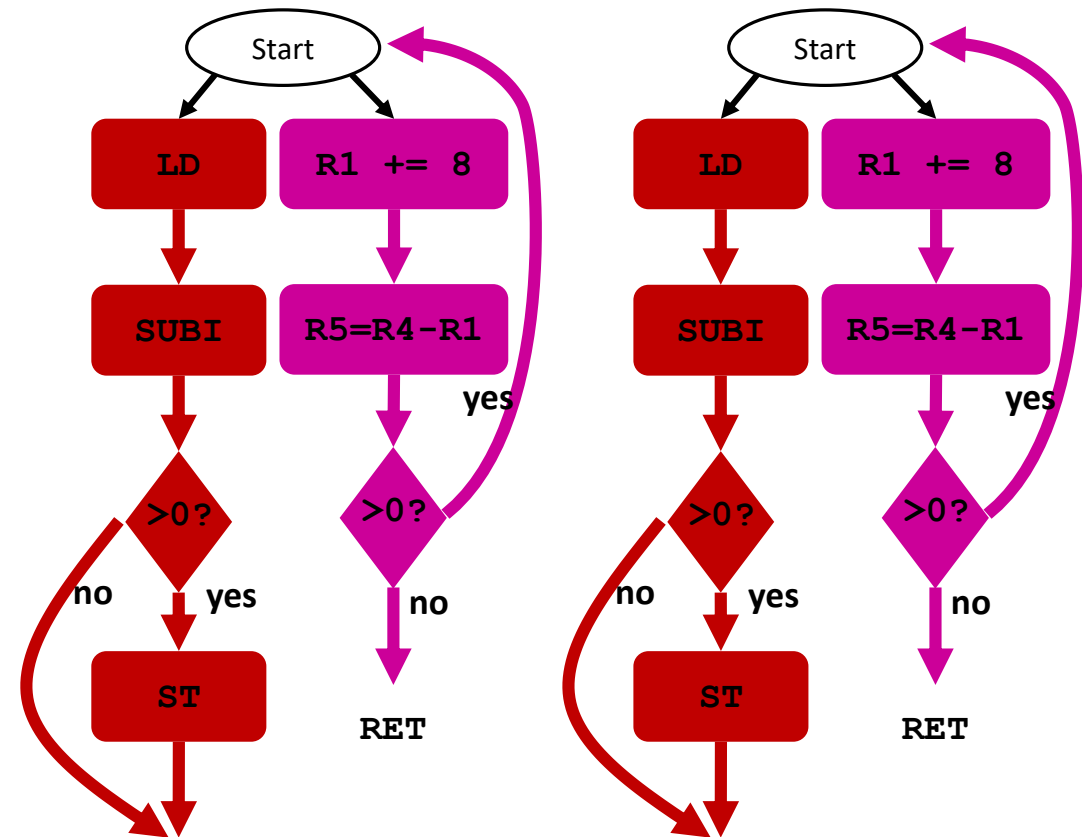 Start
LD
R1 += 8
SUBI
R5=R4-R1
yes
>0?
>0?
no
yes
no
ST
RET
Start
LD
R1 += 8
SUBI
R5=R4-R1
yes
>0?
>0?
no
yes
no
ST
RET